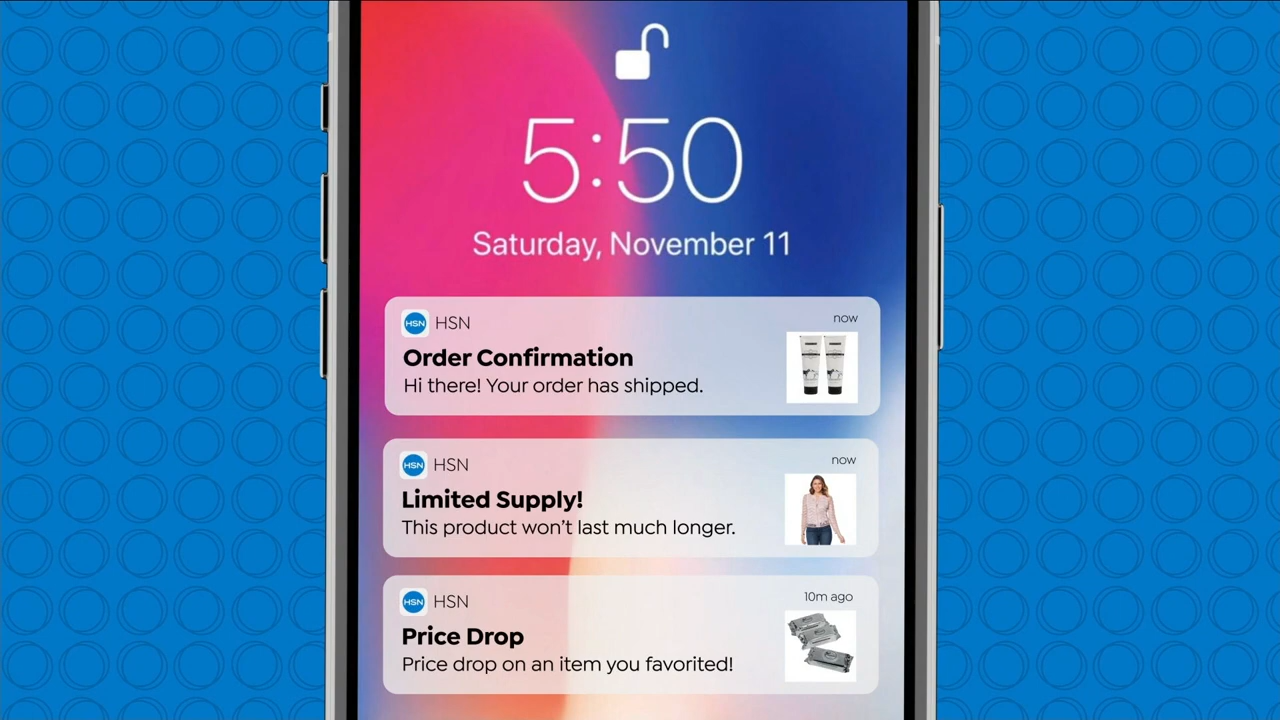 5:50
Saturday, November 11
HSN HSN
now
Order Confirmation
Hi there! Your order has shipped.
HSN HSN
now
Limited Supply!
This product won't last much longer.
HSN HSN
10m ago
Price Drop
Price drop on an item you favorited!